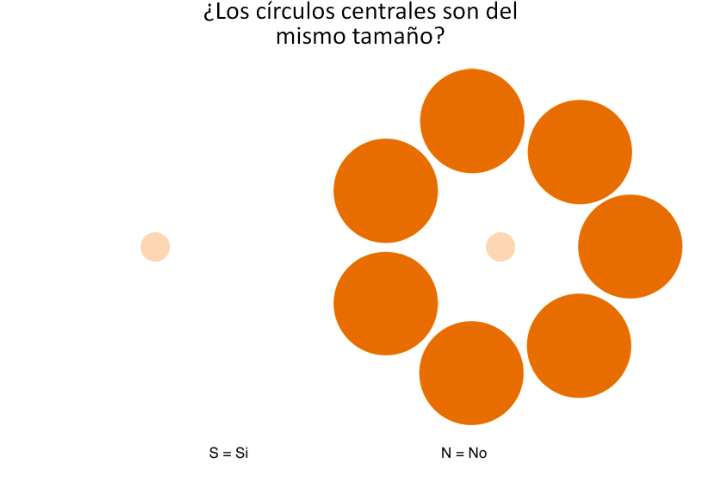 ¿Los círculos centrales son del
mismo tamaño?
S = Si
N = No